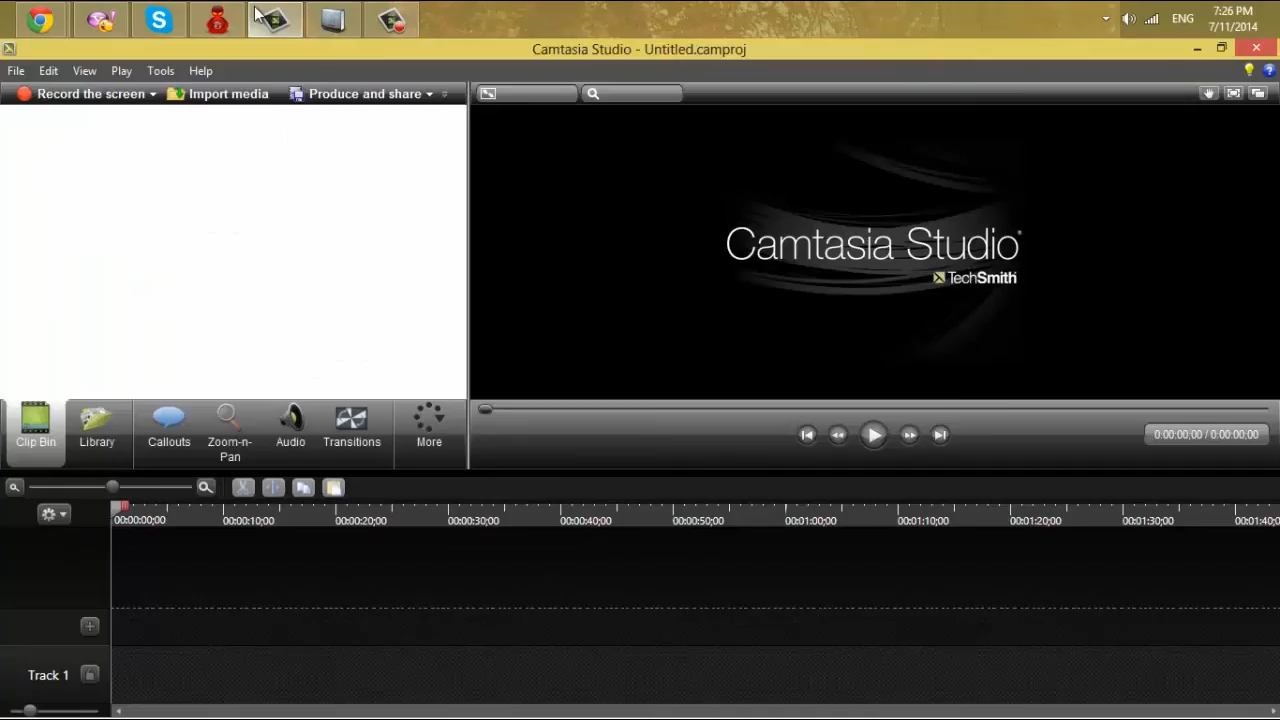 ENG
7:26 PM
7/11/2014
Camtasia Studio - Untitled.camproj
File Edit View Play Tools Help
Record the screen Import media Produce and share
Camtasia Studio
TechSmith
Clip Bin Library Callouts Zoom-n-Pan Audio Transitions More
0:00:00;00 / 0:00:00;00
00:00:00;00 00:00:10;00 00:00:20;00 00:00:30;00 00:00:40;00 00:00:50;00 00:01:00;00 00:01:10;00 00:01:20;00 00:01:30;00 00:01:40;0
Track 1